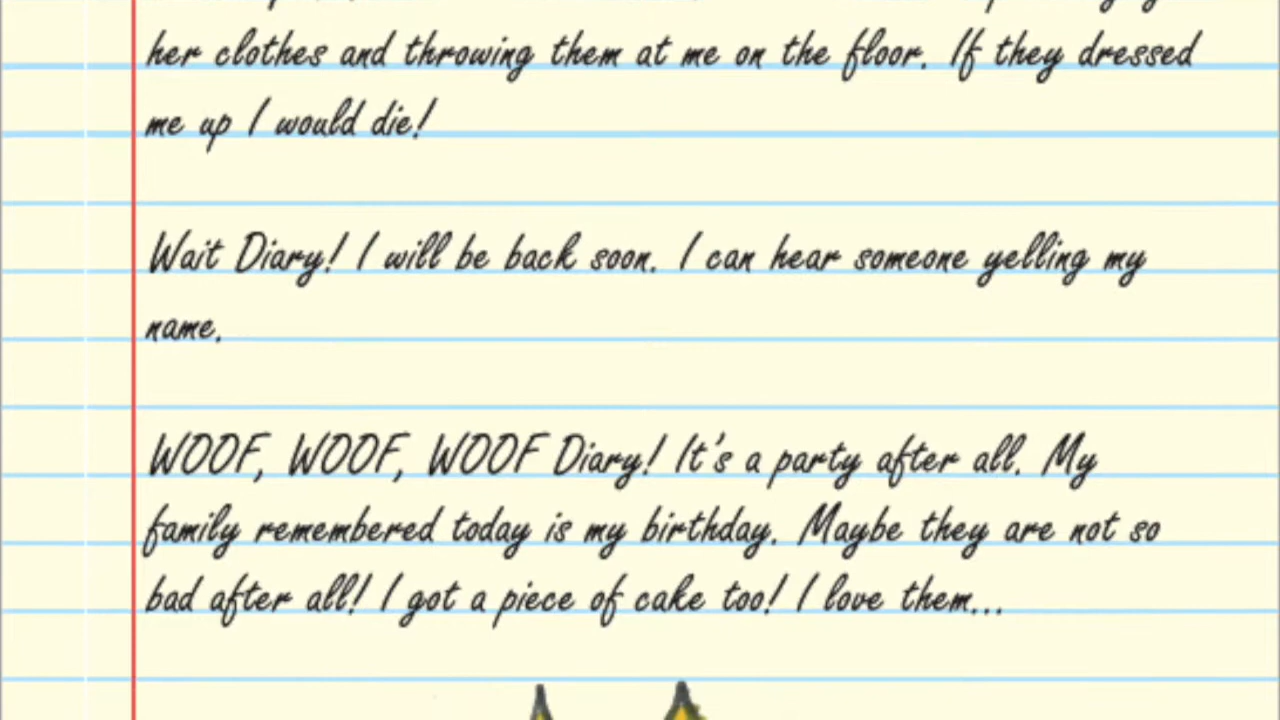 her clothes and throwing them at me on the floor. If they dressed
me up I would die!
Wait Diary! I will be back soon. I can hear someone yelling my
name.
WOOF, WOOF, WOOF Diary! It's a party after all. My
family remembered today is my birthday. Maybe they are not so
bad after all! I got a piece of cake too! I love them...